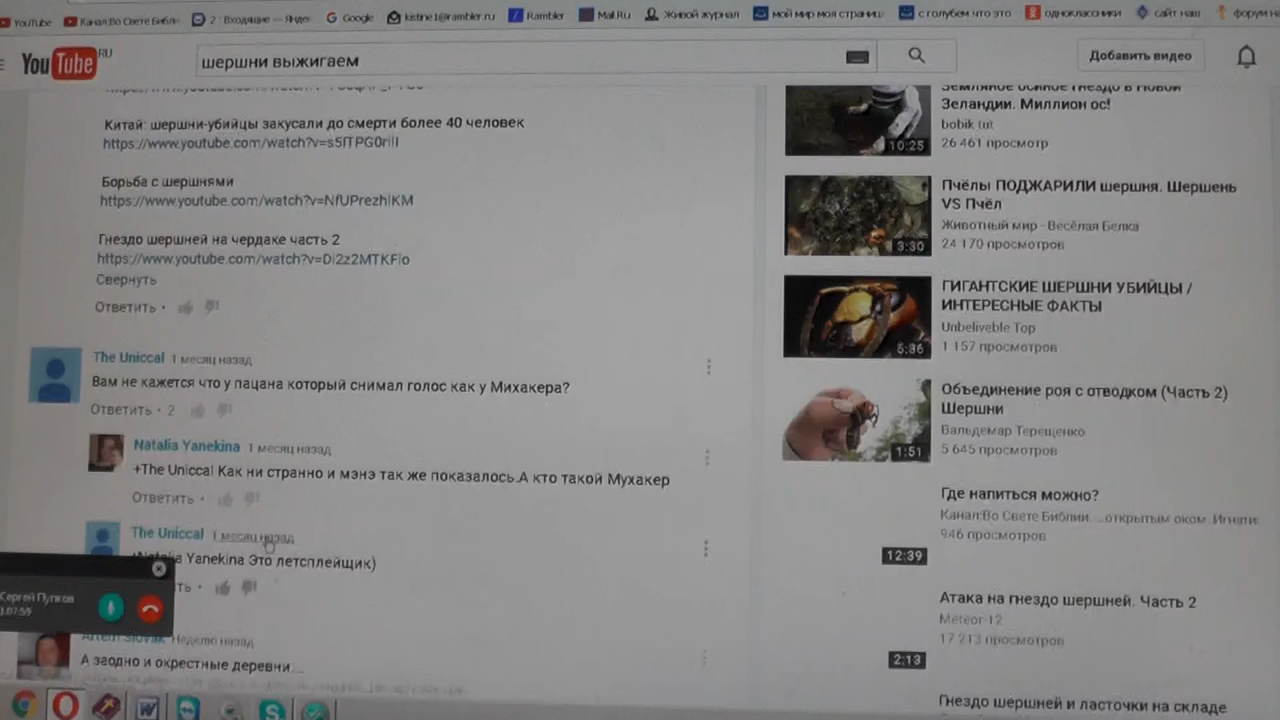 YouTube
Канал:Во Свете Библи
2 : Входящие — Янде
Google
kistine1@rambler.ru
Rambler
Mail.Ru
Живой журнал
мой мир моя страниц
с голубем что это
одноклассники
сайт наш
форум на
YouTube RU
шершни выжигаем
Добавить видео
Китай: шершни-убийцы закусали до смерти более 40 человек
https://www.youtube.com/watch?v=s5ITPG0rilI
Борьба с шершнями
https://www.youtube.com/watch?v=NfUPrezhlKM
Гнездо шершней на чердаке часть 2
https://www.youtube.com/watch?v=Di2z2MTKFio
Свернуть
Ответить •
The Uniccal 1 месяц назад
Вам не кажется что у пацана который снимал голос как у Михакера?
Ответить • 2
Natalia Yanekina 1 месяц назад
+The Uniccal Как ни странно и мэнэ так же показалось.А кто такой Мухакер
Ответить •
The Uniccal 1 месяц назад
+Natalia Yanekina Это летсплейщик)
ть •
Сергей Пупков
Artem Slovak Неделю назад
А заодно и окрестные деревни...
Земляное осиное гнездо в Новой
Зеландии. Миллион ос!
bobik tut
26 461 просмотр
10:25
Пчёлы ПОДЖАРИЛИ шершня. Шершень
VS Пчёл
Животный мир - Весёлая Белка
24 170 просмотров
3:30
ГИГАНТСКИЕ ШЕРШНИ УБИЙЦЫ /
ИНТЕРЕСНЫЕ ФАКТЫ
Unbeliveble Top
1 157 просмотров
5:36
Объединение роя с отводком (Часть 2)
Шершни
Вальдемар Терещенко
5 645 просмотров
1:51
Где напиться можно?
Канал:Во Свете Библии. ...открытым оком. Игнати
946 просмотров
12:39
Атака на гнездо шершней. Часть 2
Meteor-12
17 213 просмотров
2:13
Гнездо шершней и ласточки на складе